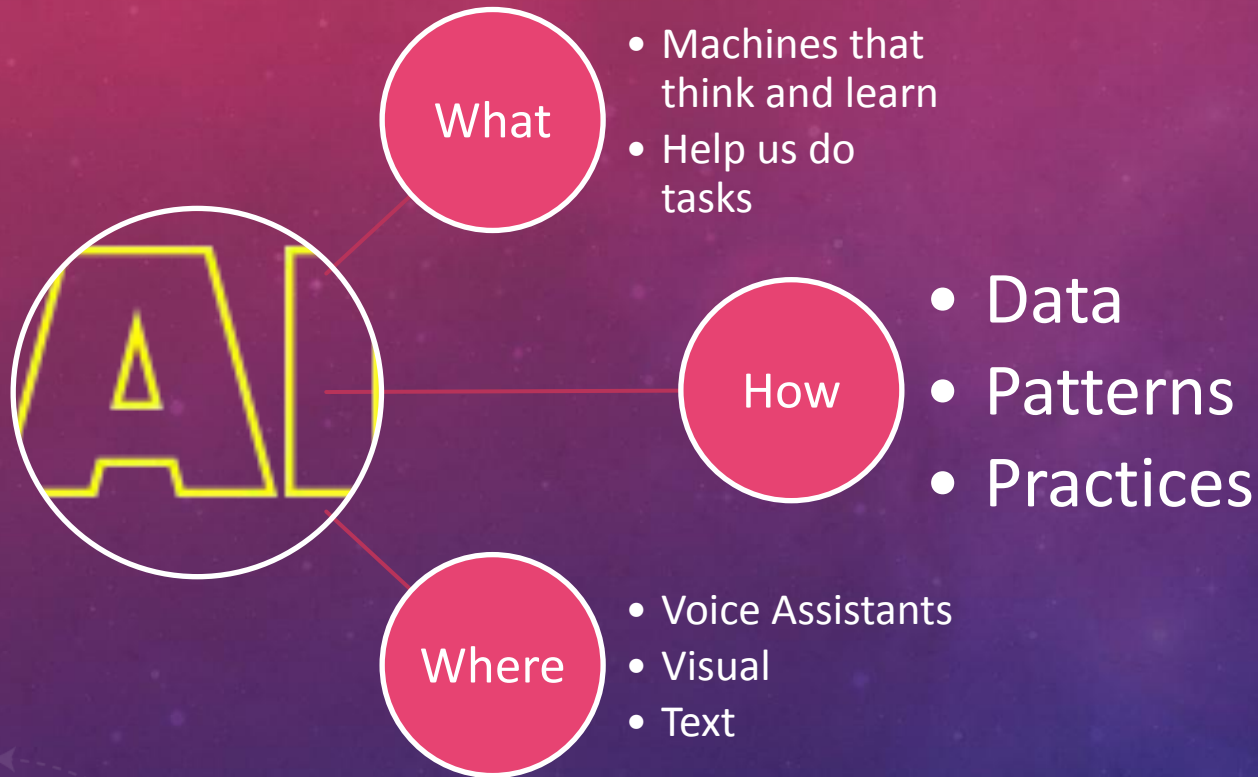 AI
What
• Machines that
think and learn
• Help us do
tasks
How
• Data
• Patterns
• Practices
Where
• Voice Assistants
• Visual
• Text